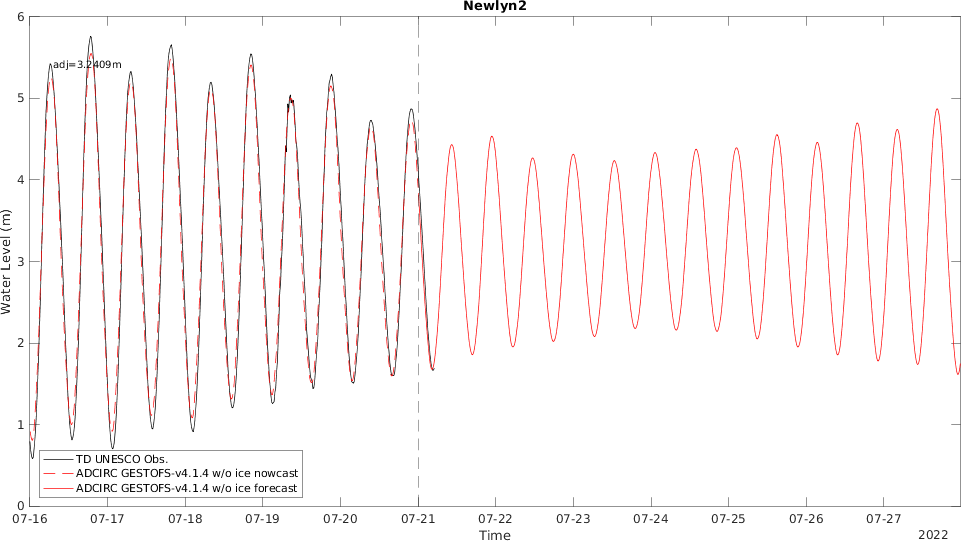 Newlyn2
6
adj=3.2409m
5
4
3
Water Level (m)
2
1
TD UNESCO Obs.
ADCIRC GESTOFS-v4.1.4 w/o ice nowcast
ADCIRC GESTOFS-v4.1.4 w/o ice forecast
0
07-16 07-17 07-18 07-19 07-20 07-21 07-22 07-23 07-24 07-25 07-26 07-27
Time
2022